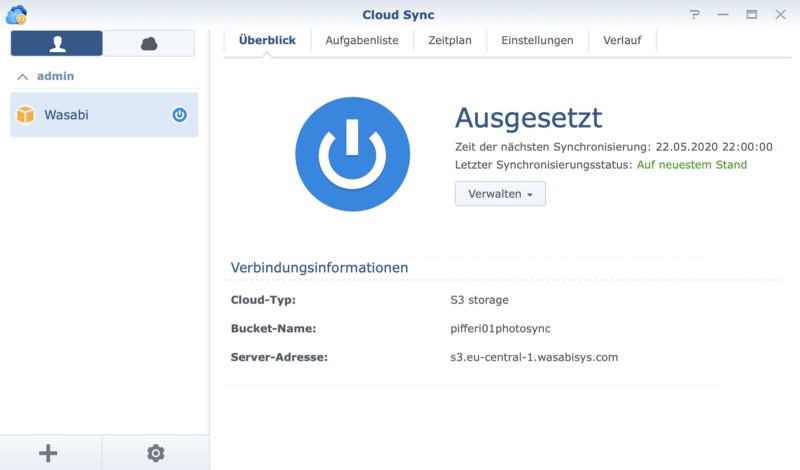 Cloud Sync
admin
Wasabi
Überblick
Aufgabenliste
Zeitplan
Einstellungen
Verlauf
Ausgesetzt
Zeit der nächsten Synchronisierung: 22.05.2020 22:00:00
Letzter Synchronisierungsstatus: Auf neuestem Stand
Verwalten
Verbindungsinformationen
Cloud-Typ: S3 storage
Bucket-Name: pifferi01photosync
Server-Adresse: s3.eu-central-1.wasabisys.com